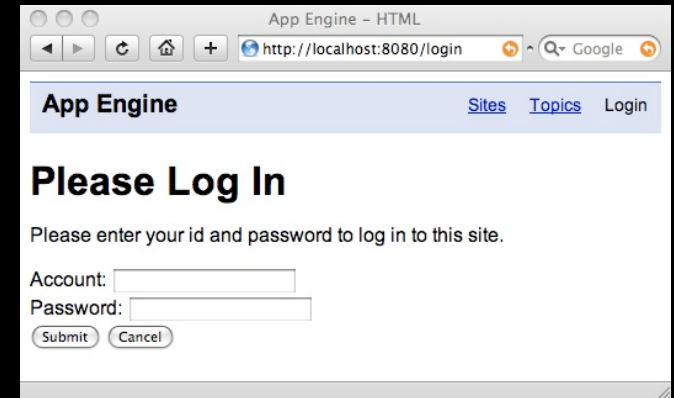 App Engine – HTML
http://localhost:8080/login
Google
App Engine Sites Topics Login
Please Log In
Please enter your id and password to log in to this site.
Account:
Password:
Submit Cancel